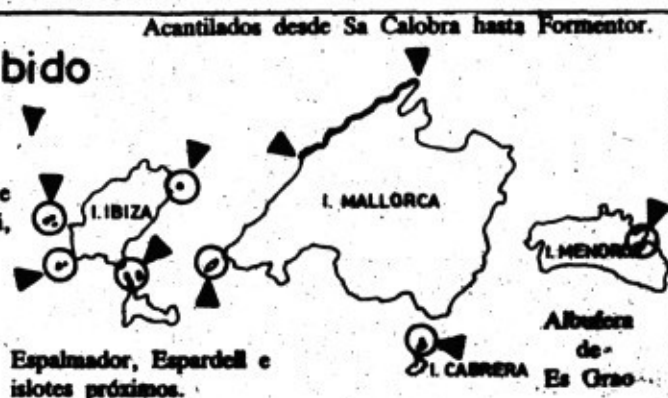 Acantilados desde Sa Calobra hasta Formentor.
bido
e
i,
I. IBIZA
I. MALLORCA
I. MENORCA
Espalmador, Espardell e
islotes próximos.
I. CABRERA
Albufera
de
Es Grao